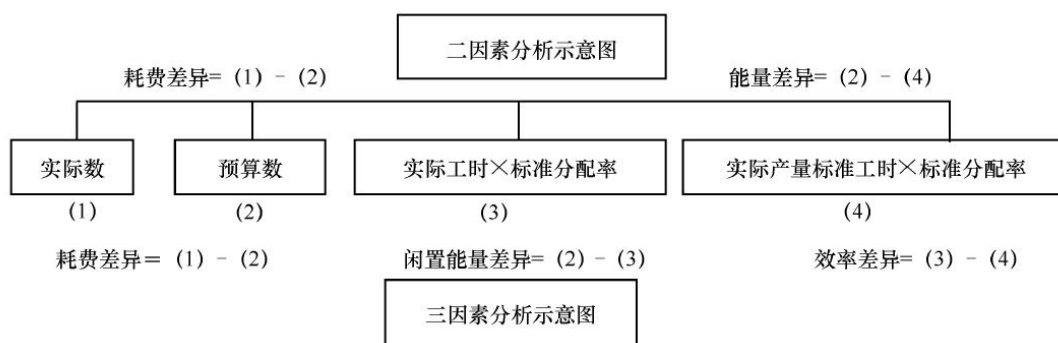 二因素分析示意图
耗费差异= (1) - (2)
能量差异= (2) - (4)
实际数
预算数
实际工时×标准分配率
实际产量标准工时×标准分配率
(1)
(2)
(3)
(4)
耗费差异= (1) - (2)
闲置能量差异= (2) - (3)
效率差异= (3) - (4)
三因素分析示意图